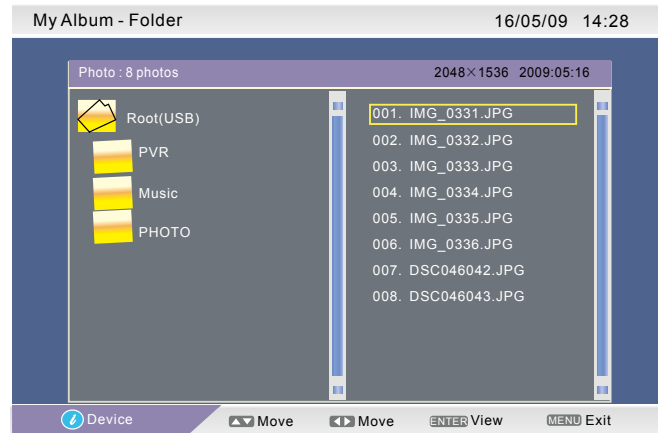 My Album - Folder 16/05/09 14:28
Photo : 8 photos 2048×1536 2009:05:16
Root(USB)
PVR
Music
PHOTO
001. IMG_0331.JPG
002. IMG_0332.JPG
003. IMG_0333.JPG
004. IMG_0334.JPG
005. IMG_0335.JPG
006. IMG_0336.JPG
007. DSC046042.JPG
008. DSC046043.JPG
i Device ▲▼ Move ◀▶ Move ENTER View MENU Exit